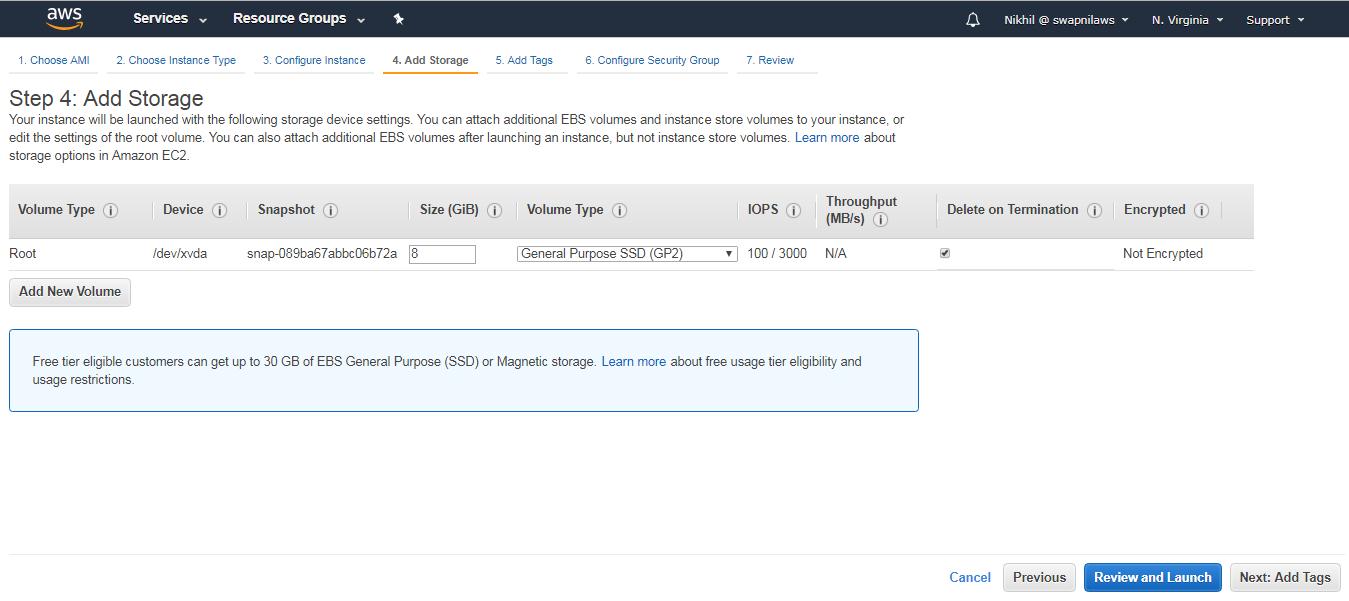 aws Services Resource Groups Nikhil @ swapnilaws N. Virginia Support
1. Choose AMI 2. Choose Instance Type 3. Configure Instance 4. Add Storage 5. Add Tags 6. Configure Security Group 7. Review
Step 4: Add Storage
Your instance will be launched with the following storage device settings. You can attach additional EBS volumes and instance store volumes to your instance, or
edit the settings of the root volume. You can also attach additional EBS volumes after launching an instance, but not instance store volumes. Learn more about
storage options in Amazon EC2.
Volume Type i Device i Snapshot i Size (GiB) i Volume Type i IOPS i Throughput (MB/s) i Delete on Termination i Encrypted i
Root /dev/xvda snap-089ba67abbc06b72a 8 General Purpose SSD (GP2) 100 / 3000 N/A Not Encrypted
Add New Volume
Free tier eligible customers can get up to 30 GB of EBS General Purpose (SSD) or Magnetic storage. Learn more about free usage tier eligibility and
usage restrictions.
Cancel Previous Review and Launch Next: Add Tags